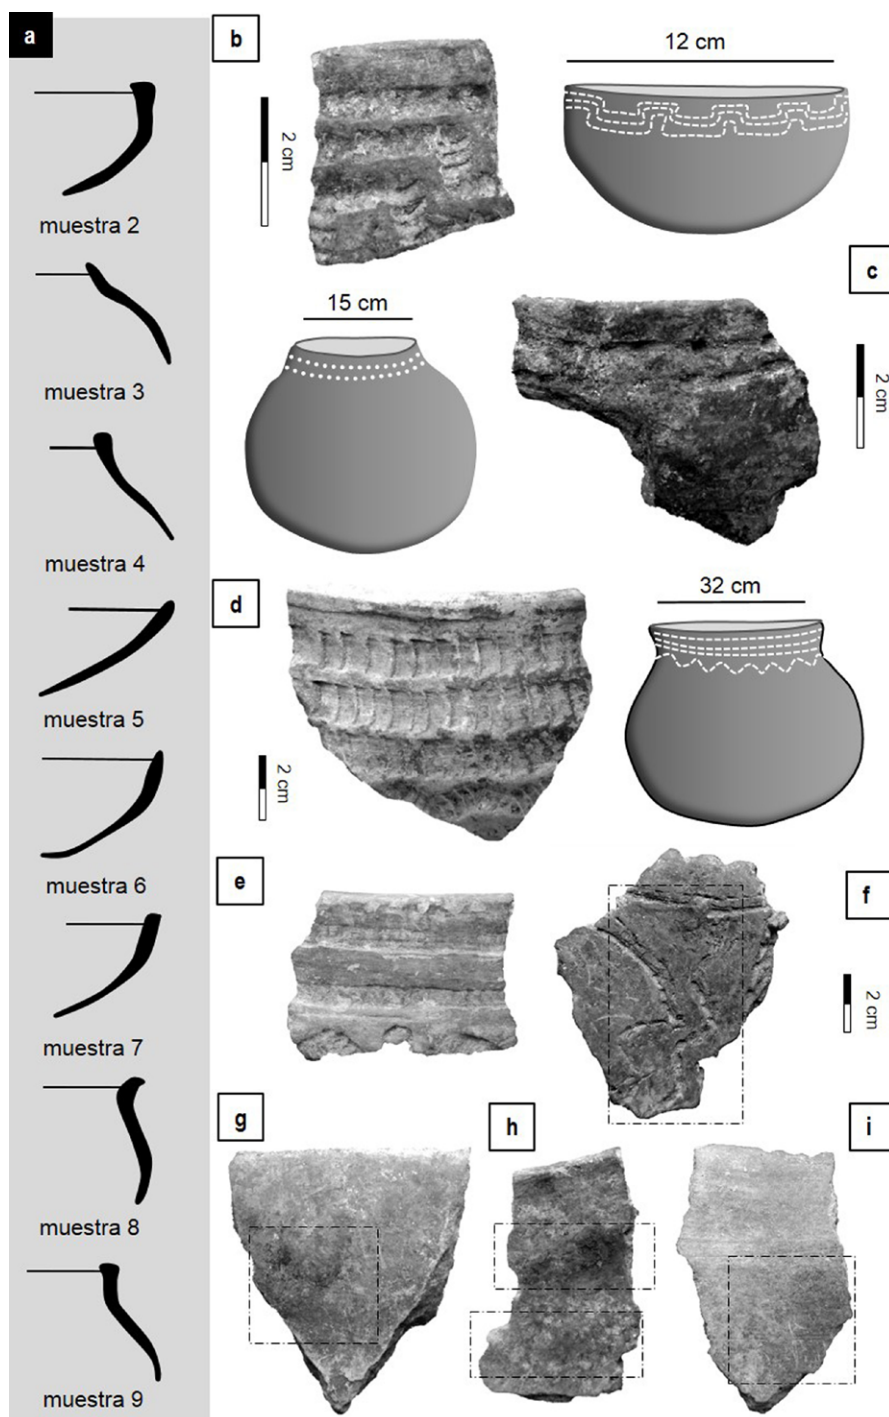 a
muestra 2
muestra 3
muestra 4
muestra 5
muestra 6
muestra 7
muestra 8
muestra 9
b
2 cm
12 cm
c
15 cm
2 cm
d
2 cm
32 cm
e
f
2 cm
g
h
i